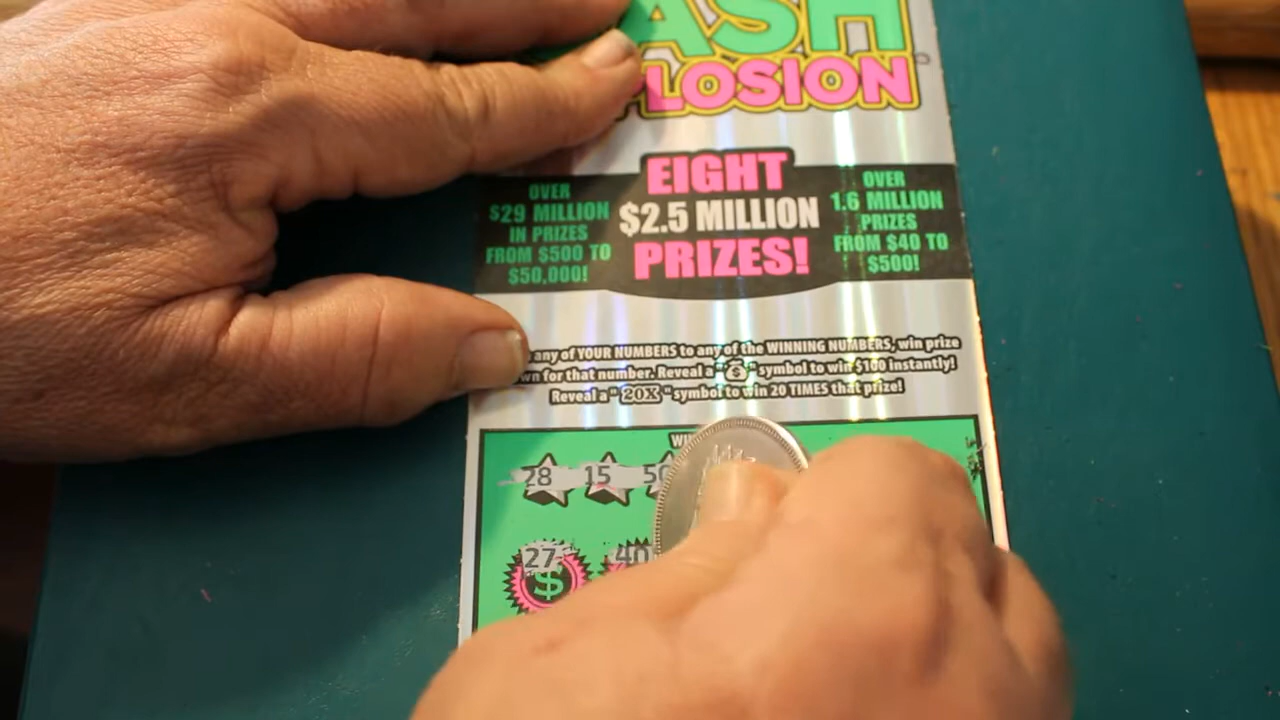 ASH
PLOSION
EIGHT
$2.5 MILLION
PRIZES!
OVER
$29 MILLION
IN PRIZES
FROM $500 TO
$50,000!
OVER
1.6 MILLION
PRIZES
FROM $40 TO
$500!
any of YOUR NUMBERS to any of the WINNING NUMBERS, win prize
wn for that number. Reveal a " $ " symbol to win $100 instantly!
Reveal a " 20X " symbol to win 20 TIMES that prize!
WI
28 15 50
27 40
$